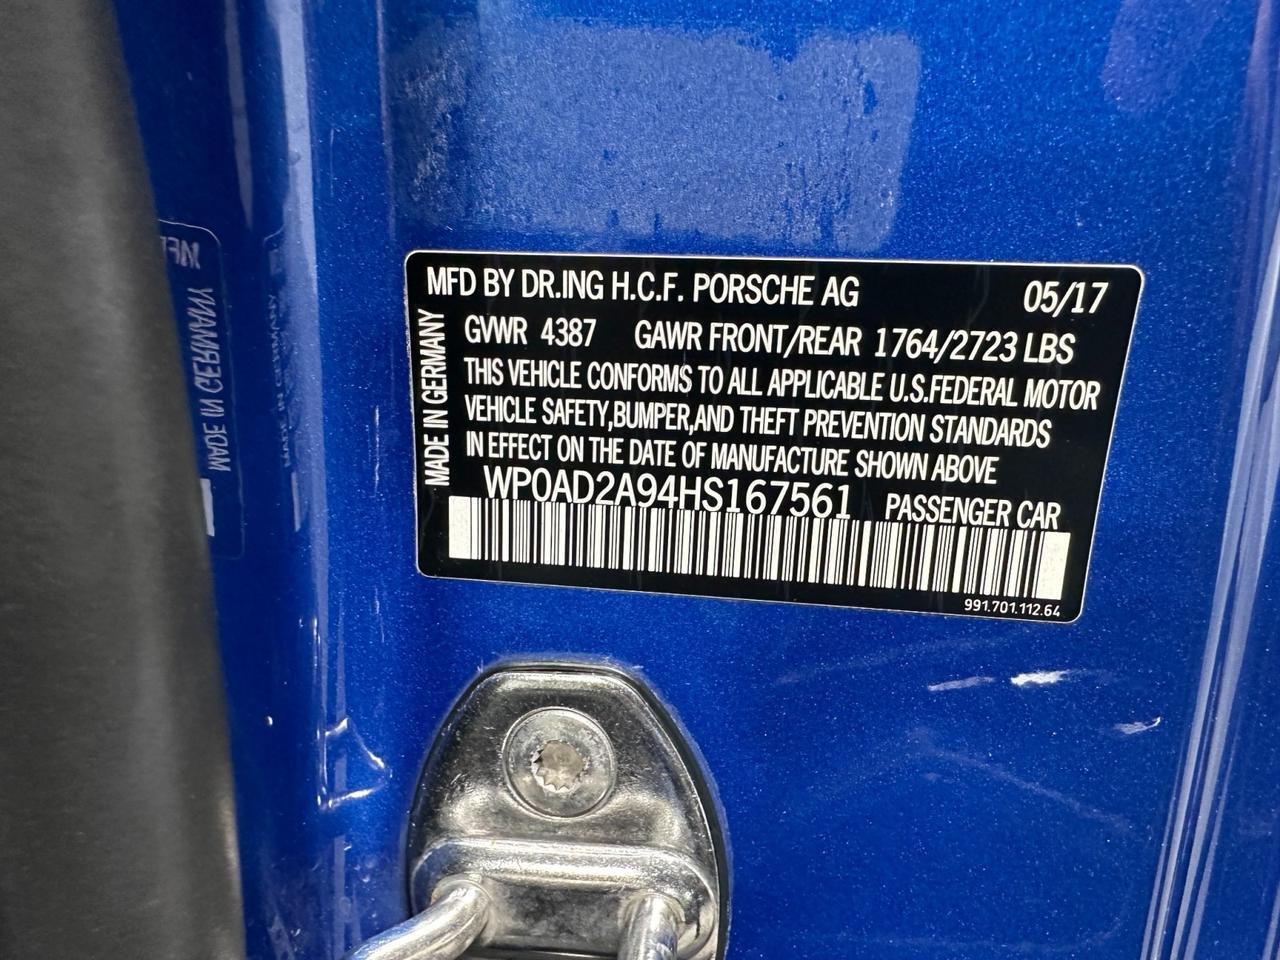 MFD BY DR.ING H.C.F. PORSCHE AG 05/17
GVWR 4387 GAWR FRONT/REAR 1764/2723 LBS
THIS VEHICLE CONFORMS TO ALL APPLICABLE U.S.FEDERAL MOTOR
VEHICLE SAFETY,BUMPER,AND THEFT PREVENTION STANDARDS
IN EFFECT ON THE DATE OF MANUFACTURE SHOWN ABOVE
WP0AD2A94HS167561 PASSENGER CAR
991.701.112.64
MADE IN GERMANY
MADE IN GERMANY
MFD